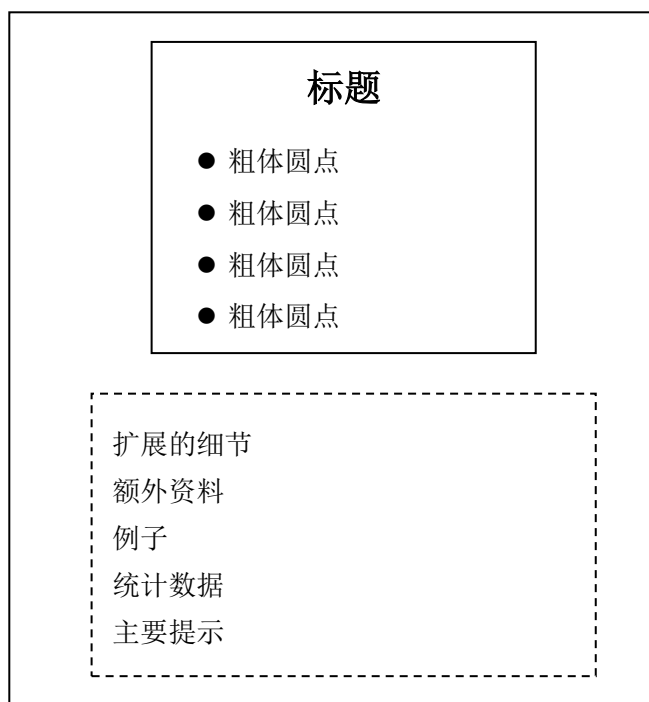 标题
● 粗体圆点
● 粗体圆点
● 粗体圆点
● 粗体圆点
扩展的细节
额外资料
例子
统计数据
主要提示